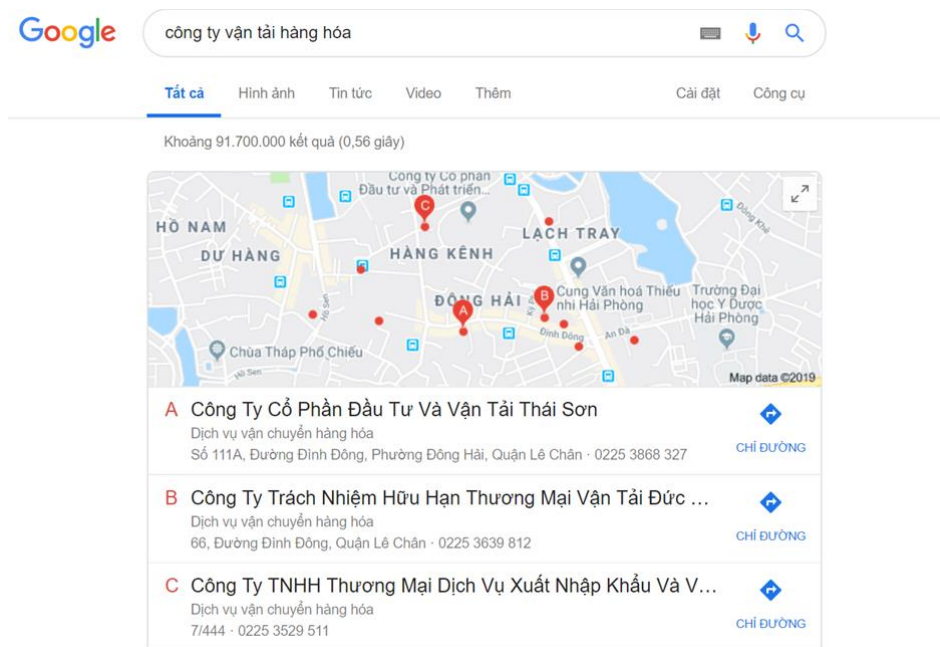 Google
công ty vận tải hàng hóa
Tất cả Hình ảnh Tin tức Video Thêm Cài đặt Công cụ
Khoảng 91.700.000 kết quả (0,56 giây)
Công ty Cổ phần
Đầu tư và Phát triển...
C
HỒ NAM
DƯ HÀNG
HÀNG KÊNH
LẠCH TRAY
Đông Khê
ĐÔNG HẢI
A
B
Cung Văn hoá Thiếu
nhi Hải Phòng
Trường Đại
học Y Dược
Hải Phòng
Hồ Sen
Đình Đông
An Đà
Chùa Tháp Phổ Chiếu
Hồ Sen
Map data ©2019
A Công Ty Cổ Phần Đầu Tư Và Vận Tải Thái Sơn
Dịch vụ vận chuyển hàng hóa
Số 111A, Đường Đình Đông, Phường Đông Hải, Quận Lê Chân · 0225 3868 327
CHỈ ĐƯỜNG
B Công Ty Trách Nhiệm Hữu Hạn Thương Mại Vận Tải Đức ...
Dịch vụ vận chuyển hàng hóa
66, Đường Đình Đông, Quận Lê Chân · 0225 3639 812
CHỈ ĐƯỜNG
C Công Ty TNHH Thương Mại Dịch Vụ Xuất Nhập Khẩu Và V...
Dịch vụ vận chuyển hàng hóa
7/444 · 0225 3529 511
CHỈ ĐƯỜNG